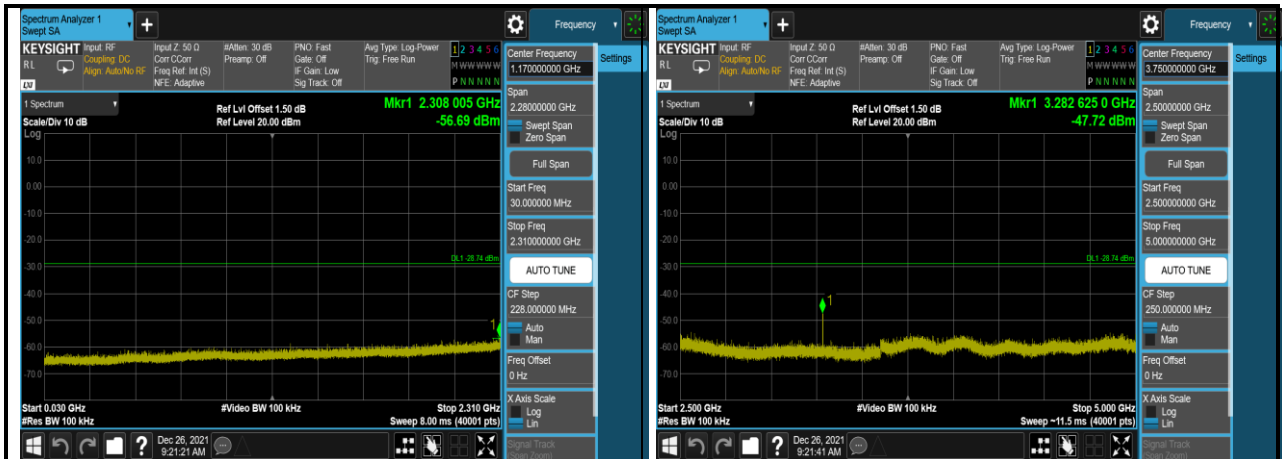 Spectrum Analyzer 1
Swept SA
Frequency
KEYSIGHT
RL
Input: RF
Coupling: DC
Align: Auto/No RF
Input Z: 50 Ω
Corr CCorr
Freq Ref: Int (S)
NFE: Adaptive
#Atten: 30 dB
Preamp: Off
PNO: Fast
Gate: Off
IF Gain: Low
Sig Track: Off
Avg Type: Log-Power
Trig: Free Run
1 2 3 4 5 6
M W W W W W
P N N N N N
LXI
1 Spectrum
Scale/Div 10 dB
Log
Ref Lvl Offset 1.50 dB
Ref Level 20.00 dBm
Mkr1 2.308 005 GHz
-56.69 dBm
10.0
0.00
-10.0
-20.0
-30.0
-40.0
-50.0
-60.0
-70.0
DL1 -28.74 dBm
1
Start 0.030 GHz
#Res BW 100 kHz
#Video BW 100 kHz
Stop 2.310 GHz
Sweep 8.00 ms (40001 pts)
Dec 26, 2021
9:21:21 AM
Center Frequency
1.170000000 GHz
Settings
Span
2.28000000 GHz
Swept Span
Zero Span
Full Span
Start Freq
30.000000 MHz
Stop Freq
2.310000000 GHz
AUTO TUNE
CF Step
228.000000 MHz
Auto
Man
Freq Offset
0 Hz
X Axis Scale
Log
Lin
Signal Track
(Span Zoom)
Spectrum Analyzer 1
Swept SA
Frequency
KEYSIGHT
RL
Input: RF
Coupling: DC
Align: Auto/No RF
Input Z: 50 Ω
Corr CCorr
Freq Ref: Int (S)
NFE: Adaptive
#Atten: 30 dB
Preamp: Off
PNO: Fast
Gate: Off
IF Gain: Low
Sig Track: Off
Avg Type: Log-Power
Trig: Free Run
1 2 3 4 5 6
M W W W W W
P N N N N N
LXI
1 Spectrum
Scale/Div 10 dB
Log
Ref Lvl Offset 1.50 dB
Ref Level 20.00 dBm
Mkr1 3.282 625 0 GHz
-47.72 dBm
10.0
0.00
-10.0
-20.0
-30.0
-40.0
-50.0
-60.0
-70.0
DL1 -28.74 dBm
1
Start 2.500 GHz
#Res BW 100 kHz
#Video BW 100 kHz
Stop 5.000 GHz
Sweep ~11.5 ms (40001 pts)
Dec 26, 2021
9:21:41 AM
Center Frequency
3.750000000 GHz
Settings
Span
2.50000000 GHz
Swept Span
Zero Span
Full Span
Start Freq
2.500000000 GHz
Stop Freq
5.000000000 GHz
AUTO TUNE
CF Step
250.000000 MHz
Auto
Man
Freq Offset
0 Hz
X Axis Scale
Log
Lin
Signal Track
(Span Zoom)